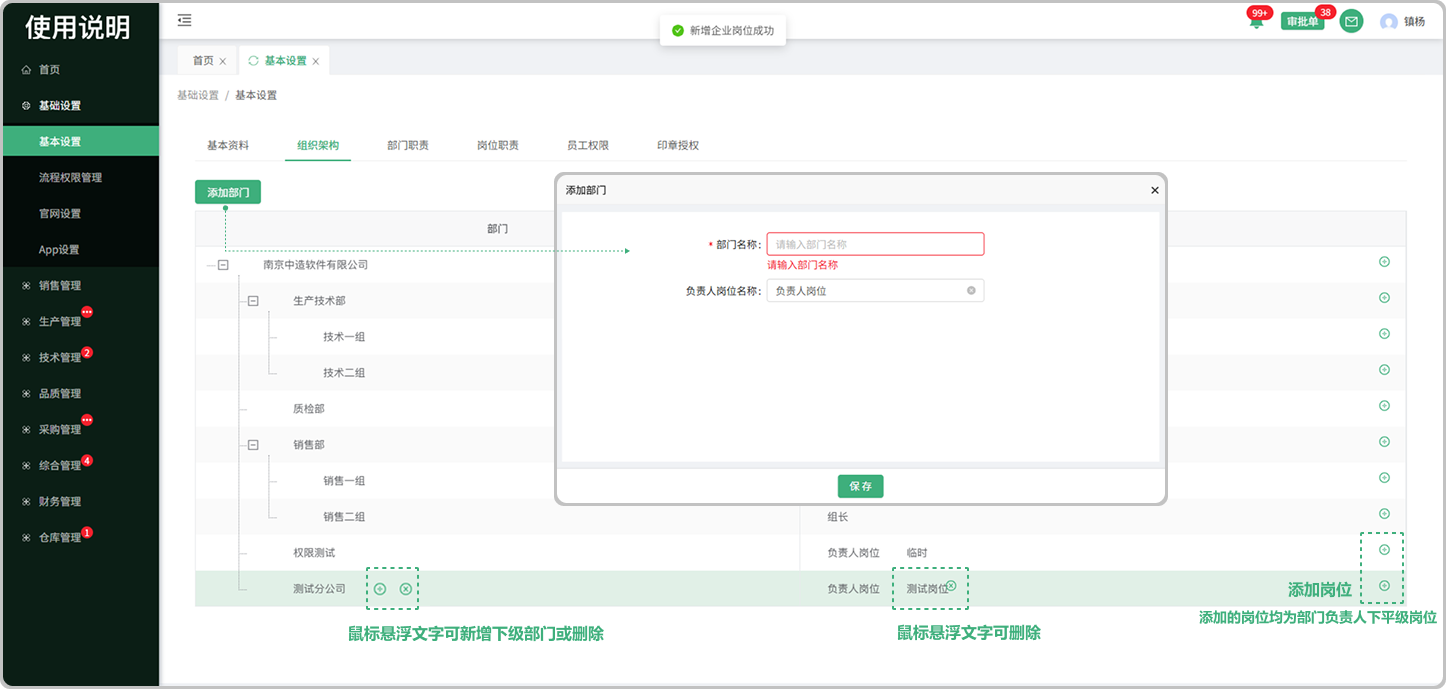 使用说明
新增企业岗位成功
99+
审批单
38
镇杨
首页
基本设置
基础设置 / 基本设置
首页
基础设置
基本设置
流程权限管理
官网设置
App设置
销售管理
生产管理
技术管理 2
品质管理
采购管理
综合管理 4
财务管理
仓库管理 1
基本资料 组织架构 部门职责 岗位职责 员工权限 印章授权
添加部门
部门
南京中造软件有限公司
生产技术部
技术一组
技术二组
质检部
销售部
销售一组
销售二组
组长
权限测试
负责人岗位 临时
测试分公司
负责人岗位 测试岗位
添加部门
* 部门名称:
请输入部门名称
请输入部门名称
负责人岗位名称:
负责人岗位
保存
添加岗位
添加的岗位均为部门负责人下平级岗位
鼠标悬浮文字可新增下级部门或删除
鼠标悬浮文字可删除